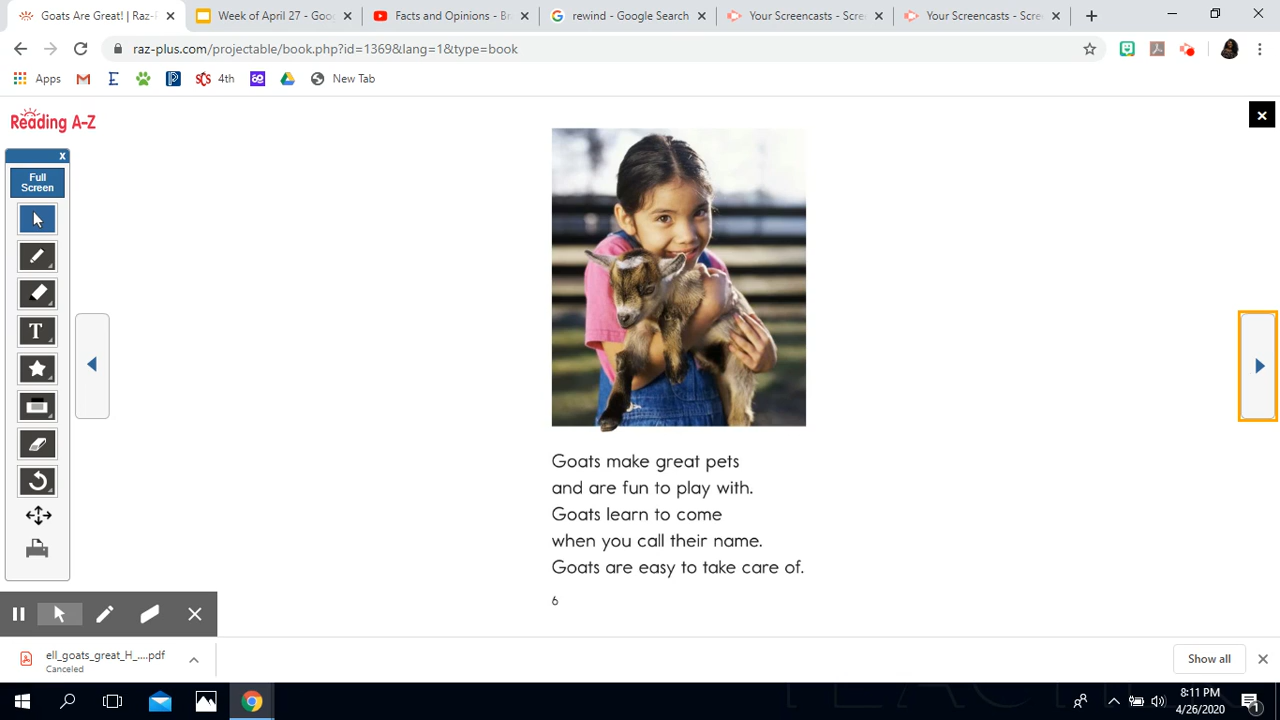 Goats Are Great! | Raz-P
Week of April 27 - Goo
Facts and Opinions - Br
rewind - Google Search
Your Screencasts - Scre
Your Screencasts - Scre
raz-plus.com/projectable/book.php?id=1369&lang=1&type=book
Apps
4th
New Tab
Reading A-Z
x
Full
Screen
T
Goats make great pets
and are fun to play with.
Goats learn to come
when you call their name.
Goats are easy to take care of.
6
ell_goats_great_H_....pdf
Canceled
Show all
8:11 PM
4/26/2020
1